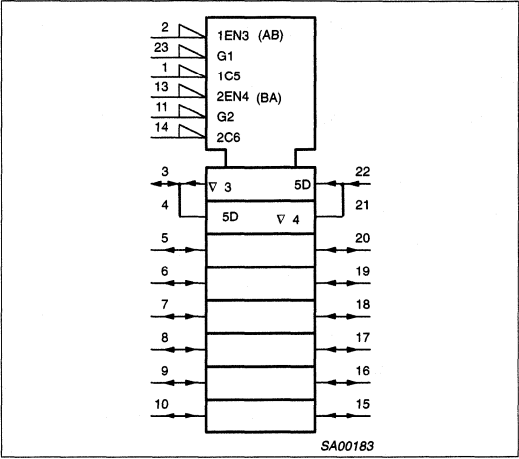 2 1EN3 (AB)
23 G1
1 1C5
13 2EN4 (BA)
11 G2
14 2C6
3 ▽ 3 5D 22
4 5D ▽ 4 21
5 20
6 19
7 18
8 17
9 16
10 15
SA00183